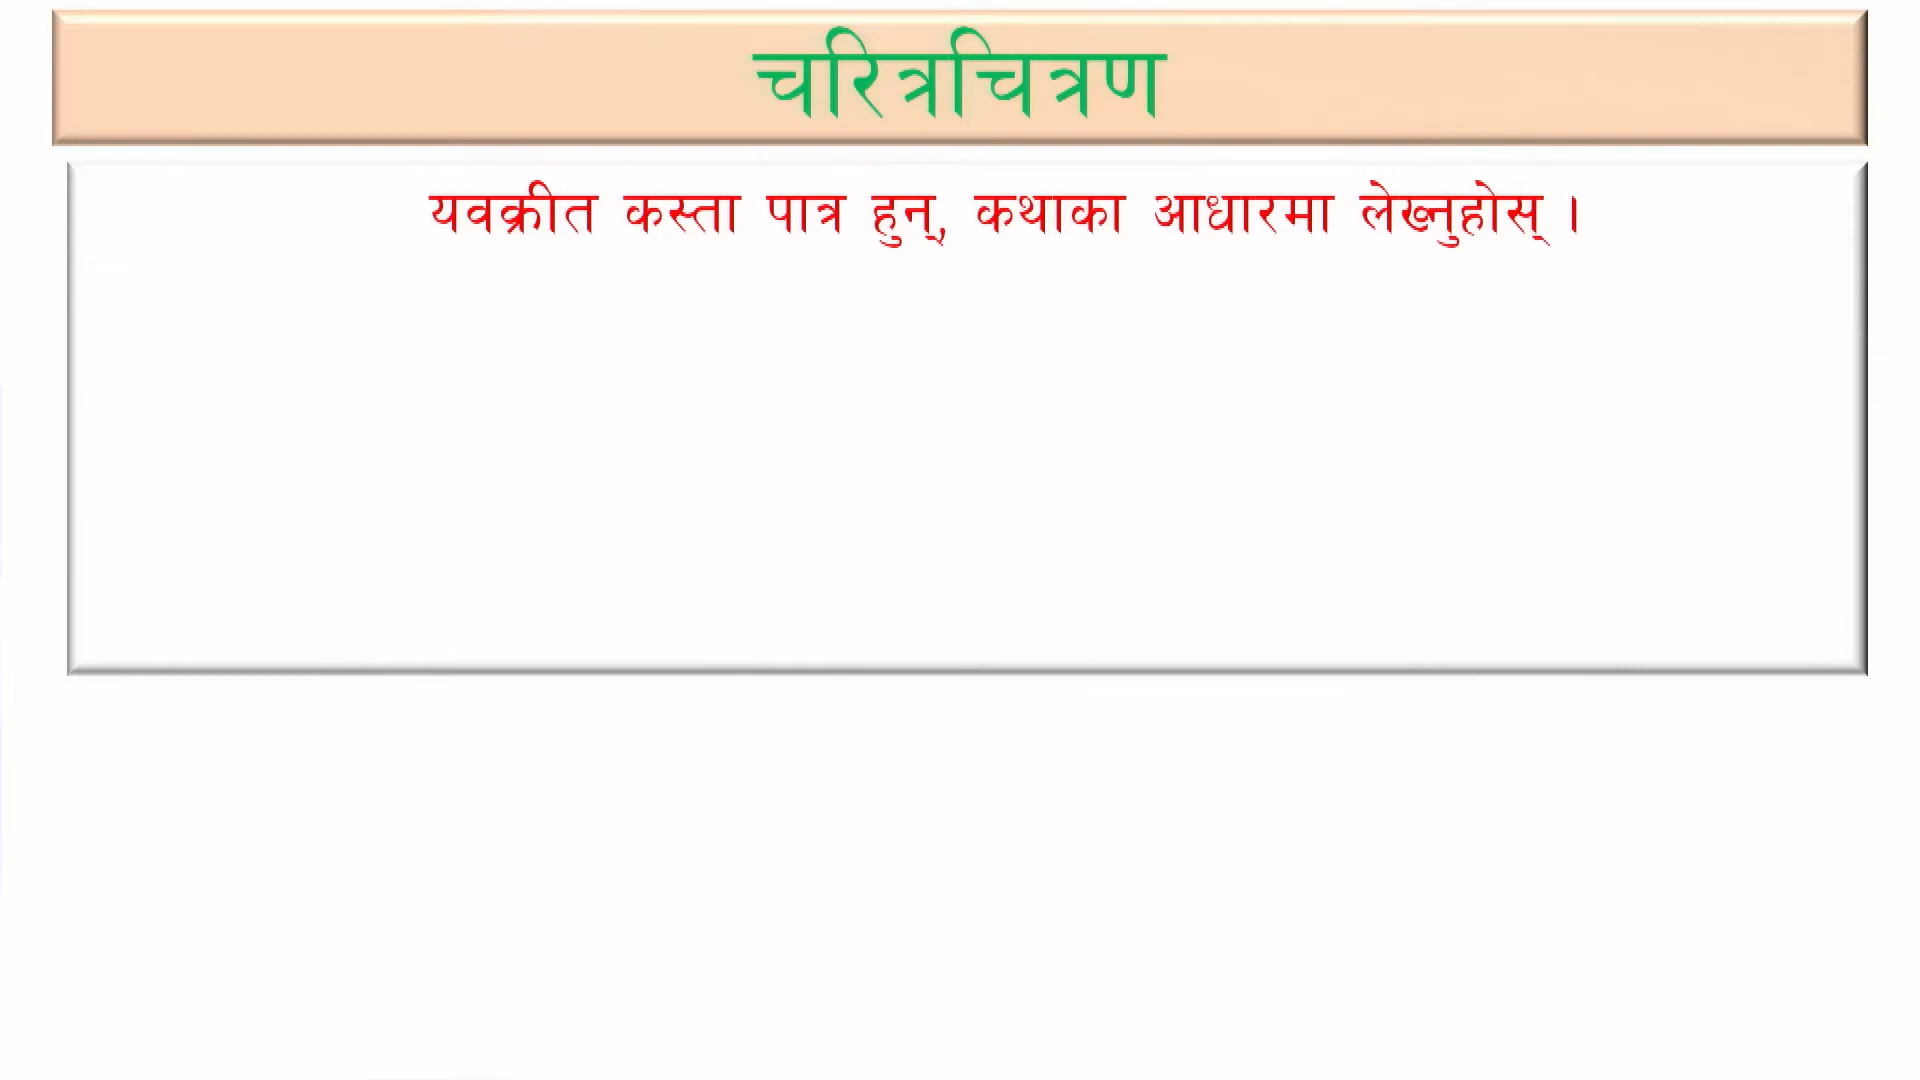 चरित्रचित्रण
यवक्रीत कस्ता पात्र हुन्, कथाका आधारमा लेख्नुहोस् ।